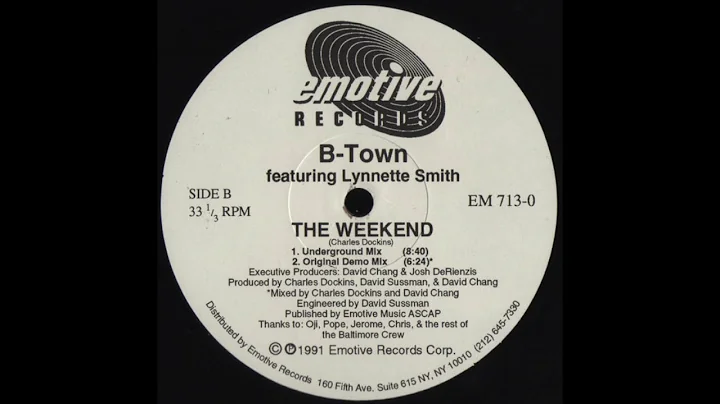 emotive
RECORDS
B-Town
featuring Lynnette Smith
SIDE B
33 1/3 RPM
EM 713-0
THE WEEKEND
(Charles Dockins)
1. Underground Mix (8:40)
2. Original Demo Mix (6:24)*
Executive Producers: David Chang & Josh DeRienzis
Produced by Charles Dockins, David Sussman, & David Chang
*Mixed by Charles Dockins and David Chang
Engineered by David Sussman
Published by Emotive Music ASCAP
Thanks to: Oji, Pope, Jerome, Chris, & the rest of
the Baltimore Crew
© ℗ 1991 Emotive Records Corp.
Distributed by Emotive Records 160 Fifth Ave. Suite 615 NY, NY 10010 (212) 645-7330